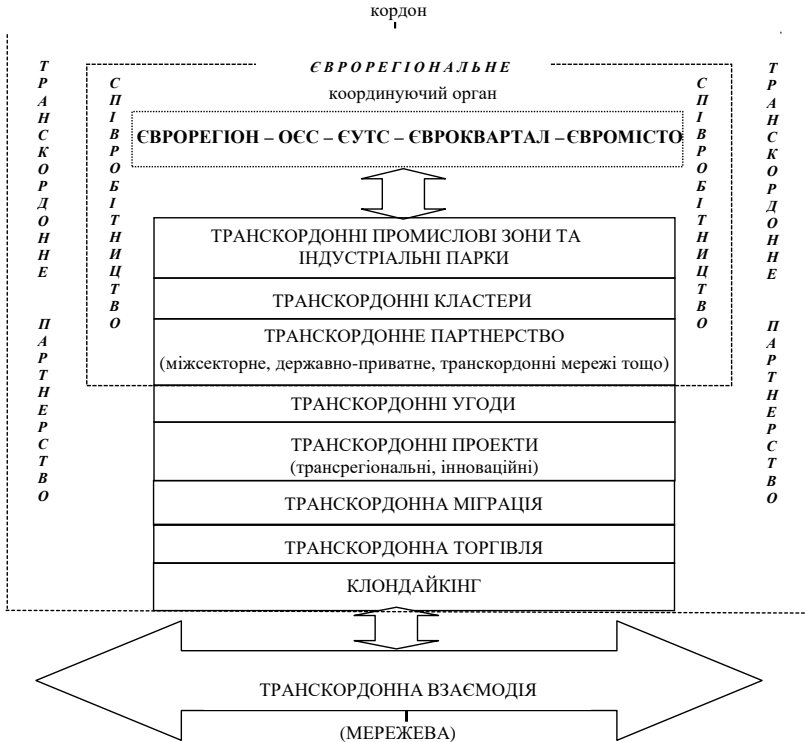 кордон
ЄВРОРЕГІОНАЛЬНЕ
координуючий орган
ЄВРОРЕГІОН – ОЄС – ЄУТС – ЄВРОКВАРТАЛ –ЄВРОМІСТО
ТРАНСКОРДОННЕ ПАРТНЕРСТВО
СПІВРОБІТНИЦТВО
ТРАНСКОРДОННІ ПРОМИСЛОВІ ЗОНИ ТА
ІНДУСТРІАЛЬНІ ПАРКИ
ТРАНСКОРДОННІ КЛАСТЕРИ
ТРАНСКОРДОННЕ ПАРТНЕРСТВО
(міжсекторне, державно-приватне, транскордонні мережі тощо)
ТРАНСКОРДОННІ УГОДИ
ТРАНСКОРДОННІ ПРОЕКТИ
(трансрегіональні, інноваційні)
ТРАНСКОРДОННА МІГРАЦІЯ
ТРАНСКОРДОННА ТОРГІВЛЯ
КЛОНДАЙКІНГ
СПІВРОБІТНИЦТВО
ТРАНСКОРДОННЕ ПАРТНЕРСТВО
ТРАНСКОРДОННА ВЗАЄМОДІЯ
(МЕРЕЖЕВА)